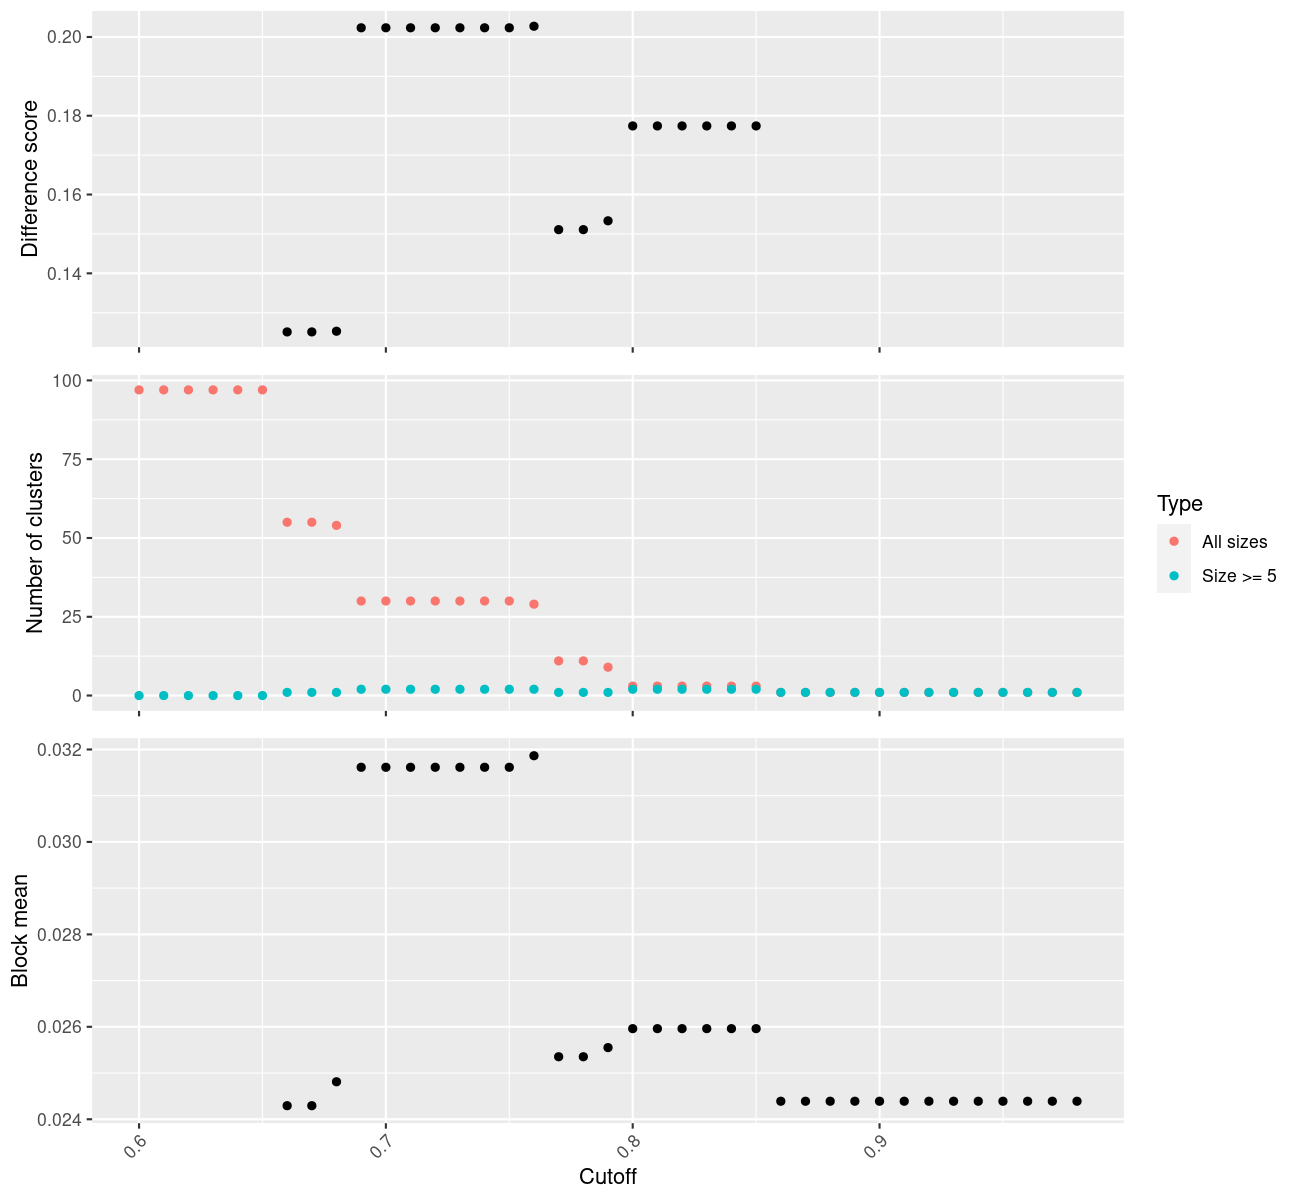 Difference score
0.20
0.18
0.16
0.14
Number of clusters
100
75
50
25
0
Type
All sizes
Size >= 5
Block mean
0.032
0.030
0.028
0.026
0.024
0.6
0.7
0.8
0.9
Cutoff